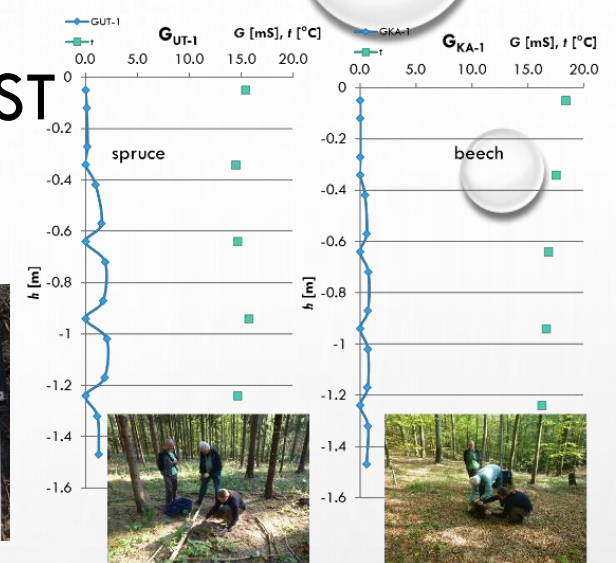 ST
GUT-1
t
GUT-1
G [mS], t [°C]
0.0 5.0 10.0 15.0 20.0
0
-0.2
-0.4
-0.6
-0.8
-1
-1.2
-1.4
-1.6
h [m]
spruce
GKA-1
t
GKA-1
G [mS], t [°C]
0.0 5.0 10.0 15.0 20.0
0
-0.2
-0.4
-0.6
-0.8
-1
-1.2
-1.4
-1.6
h [m]
beech